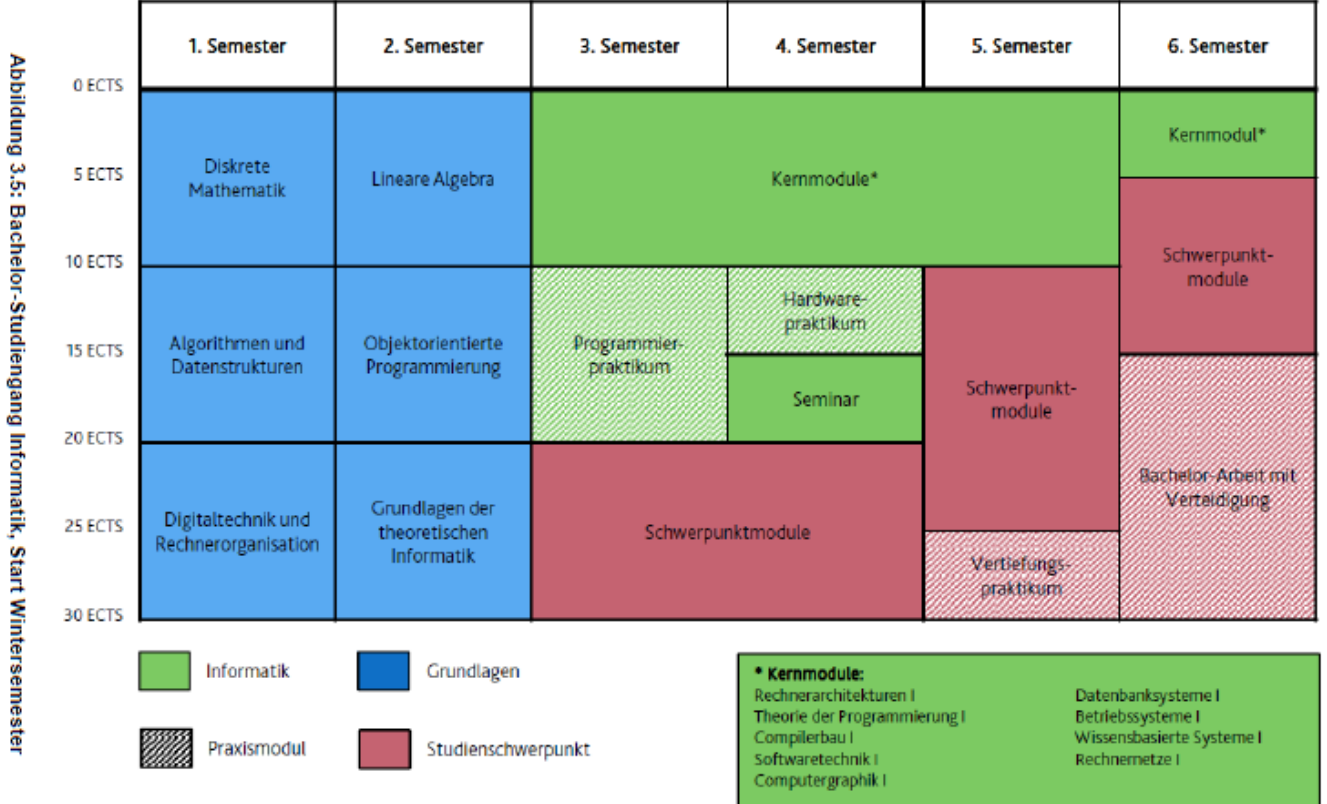 Abbildung 3.5: Bachelor-Studiengang Informatik, Start Wintersemester
1. Semester
2. Semester
3. Semester
4. Semester
5. Semester
6. Semester
0 ECTS
5 ECTS
10 ECTS
15 ECTS
20 ECTS
25 ECTS
30 ECTS
Diskrete
Mathematik
Lineare Algebra
Kernmodule*
Kernmodul*
Schwerpunkt-
module
Algorithmen und
Datenstrukturen
Objektorientierte
Programmierung
Programmier-
praktikum
Hardware-
praktikum
Seminar
Schwerpunkt-
module
Bachelor-Arbeit mit
Verteidigung
Digitaltechnik und
Rechnerorganisation
Grundlagen der
theoretischen
Informatik
Schwerpunktmodule
Vertiefungs-
praktikum
Informatik
Grundlagen
Praxismodul
Studienschwerpunkt
* Kernmodule:
Rechnerarchitekturen I
Theorie der Programmierung I
Compilerbau I
Softwaretechnik I
Computergraphik I
Datenbanksysteme I
Betriebssysteme I
Wissensbasierte Systeme I
Rechnernetze I